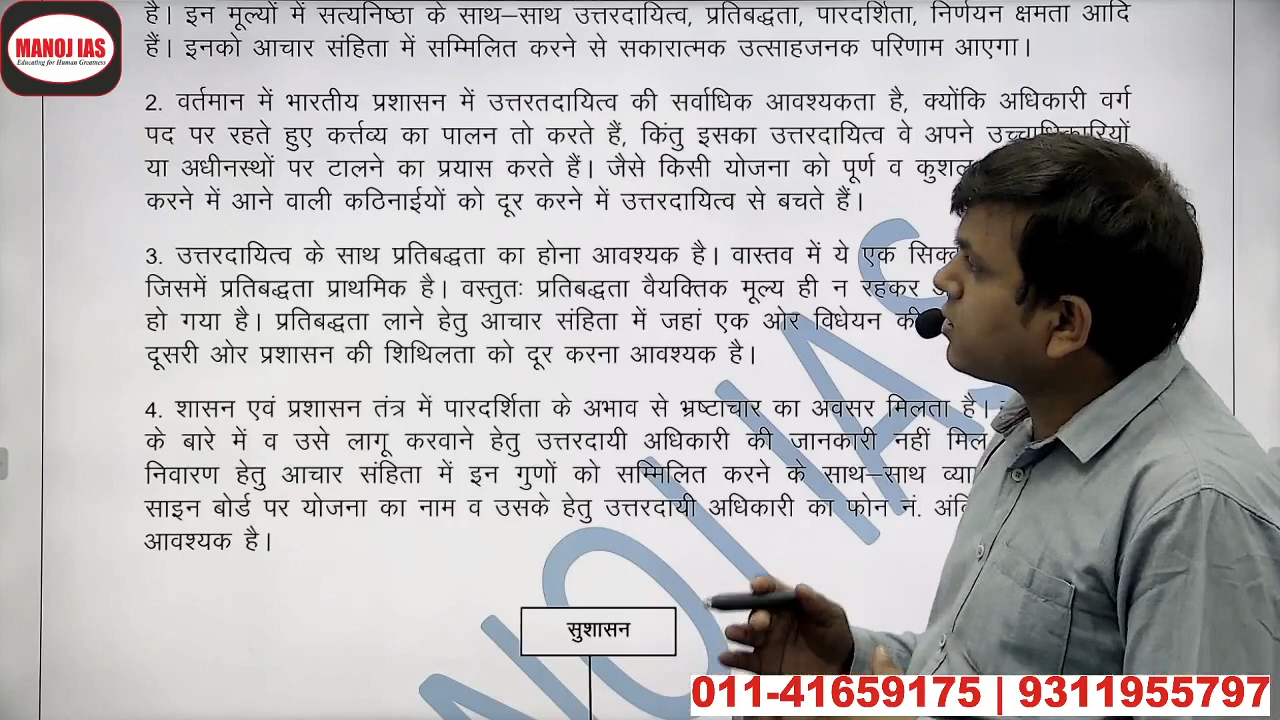 MANOJ IAS
Educating for Human Greatness
है। इन मूल्यों में सत्यनिष्ठा के साथ–साथ उत्तरदायित्व, प्रतिबद्धता, पारदर्शिता, निर्णयन क्षमता आदि
हैं। इनको आचार संहिता में सम्मिलित करने से सकारात्मक उत्साहजनक परिणाम आएगा।
2. वर्तमान में भारतीय प्रशासन में उत्तरतदायित्व की सर्वाधिक आवश्यकता है, क्योंकि अधिकारी वर्ग
पद पर रहते हुए कर्त्तव्य का पालन तो करते हैं, किंतु इसका उत्तरदायित्व वे अपने उच्चाधिकारियों
या अधीनस्थों पर टालने का प्रयास करते हैं। जैसे किसी योजना को पूर्ण व
करने में आने वाली कठिनाईयों को दूर करने में उत्तरदायित्व से बचते हैं।
3. उत्तरदायित्व के साथ प्रतिबद्धता का होना आवश्यक है। वास्तव में ये एक
जिसमें प्रतिबद्धता प्राथमिक है। वस्तुतः प्रतिबद्धता वैयक्तिक मूल्य ही न रहकर
हो गया है। प्रतिबद्धता लाने हेतु आचार संहिता में जहां एक ओर विधेयन की
दूसरी ओर प्रशासन की शिथिलता को दूर करना आवश्यक है।
4. शासन एवं प्रशासन तंत्र में पारदर्शिता के अभाव से भ्रष्टाचार का अवसर मिलता है।
के बारे में व उसे लागू करवाने हेतु उत्तरदायी अधिकारी की जानकारी नहीं
निवारण हेतु आचार संहिता में इन गुणों को सम्मिलित करने के साथ–साथ
साइन बोर्ड पर योजना का नाम व उसके हेतु उत्तरदायी अधिकारी का फोन नं.
आवश्यक है।
सुशासन
011-41659175 | 9311955797